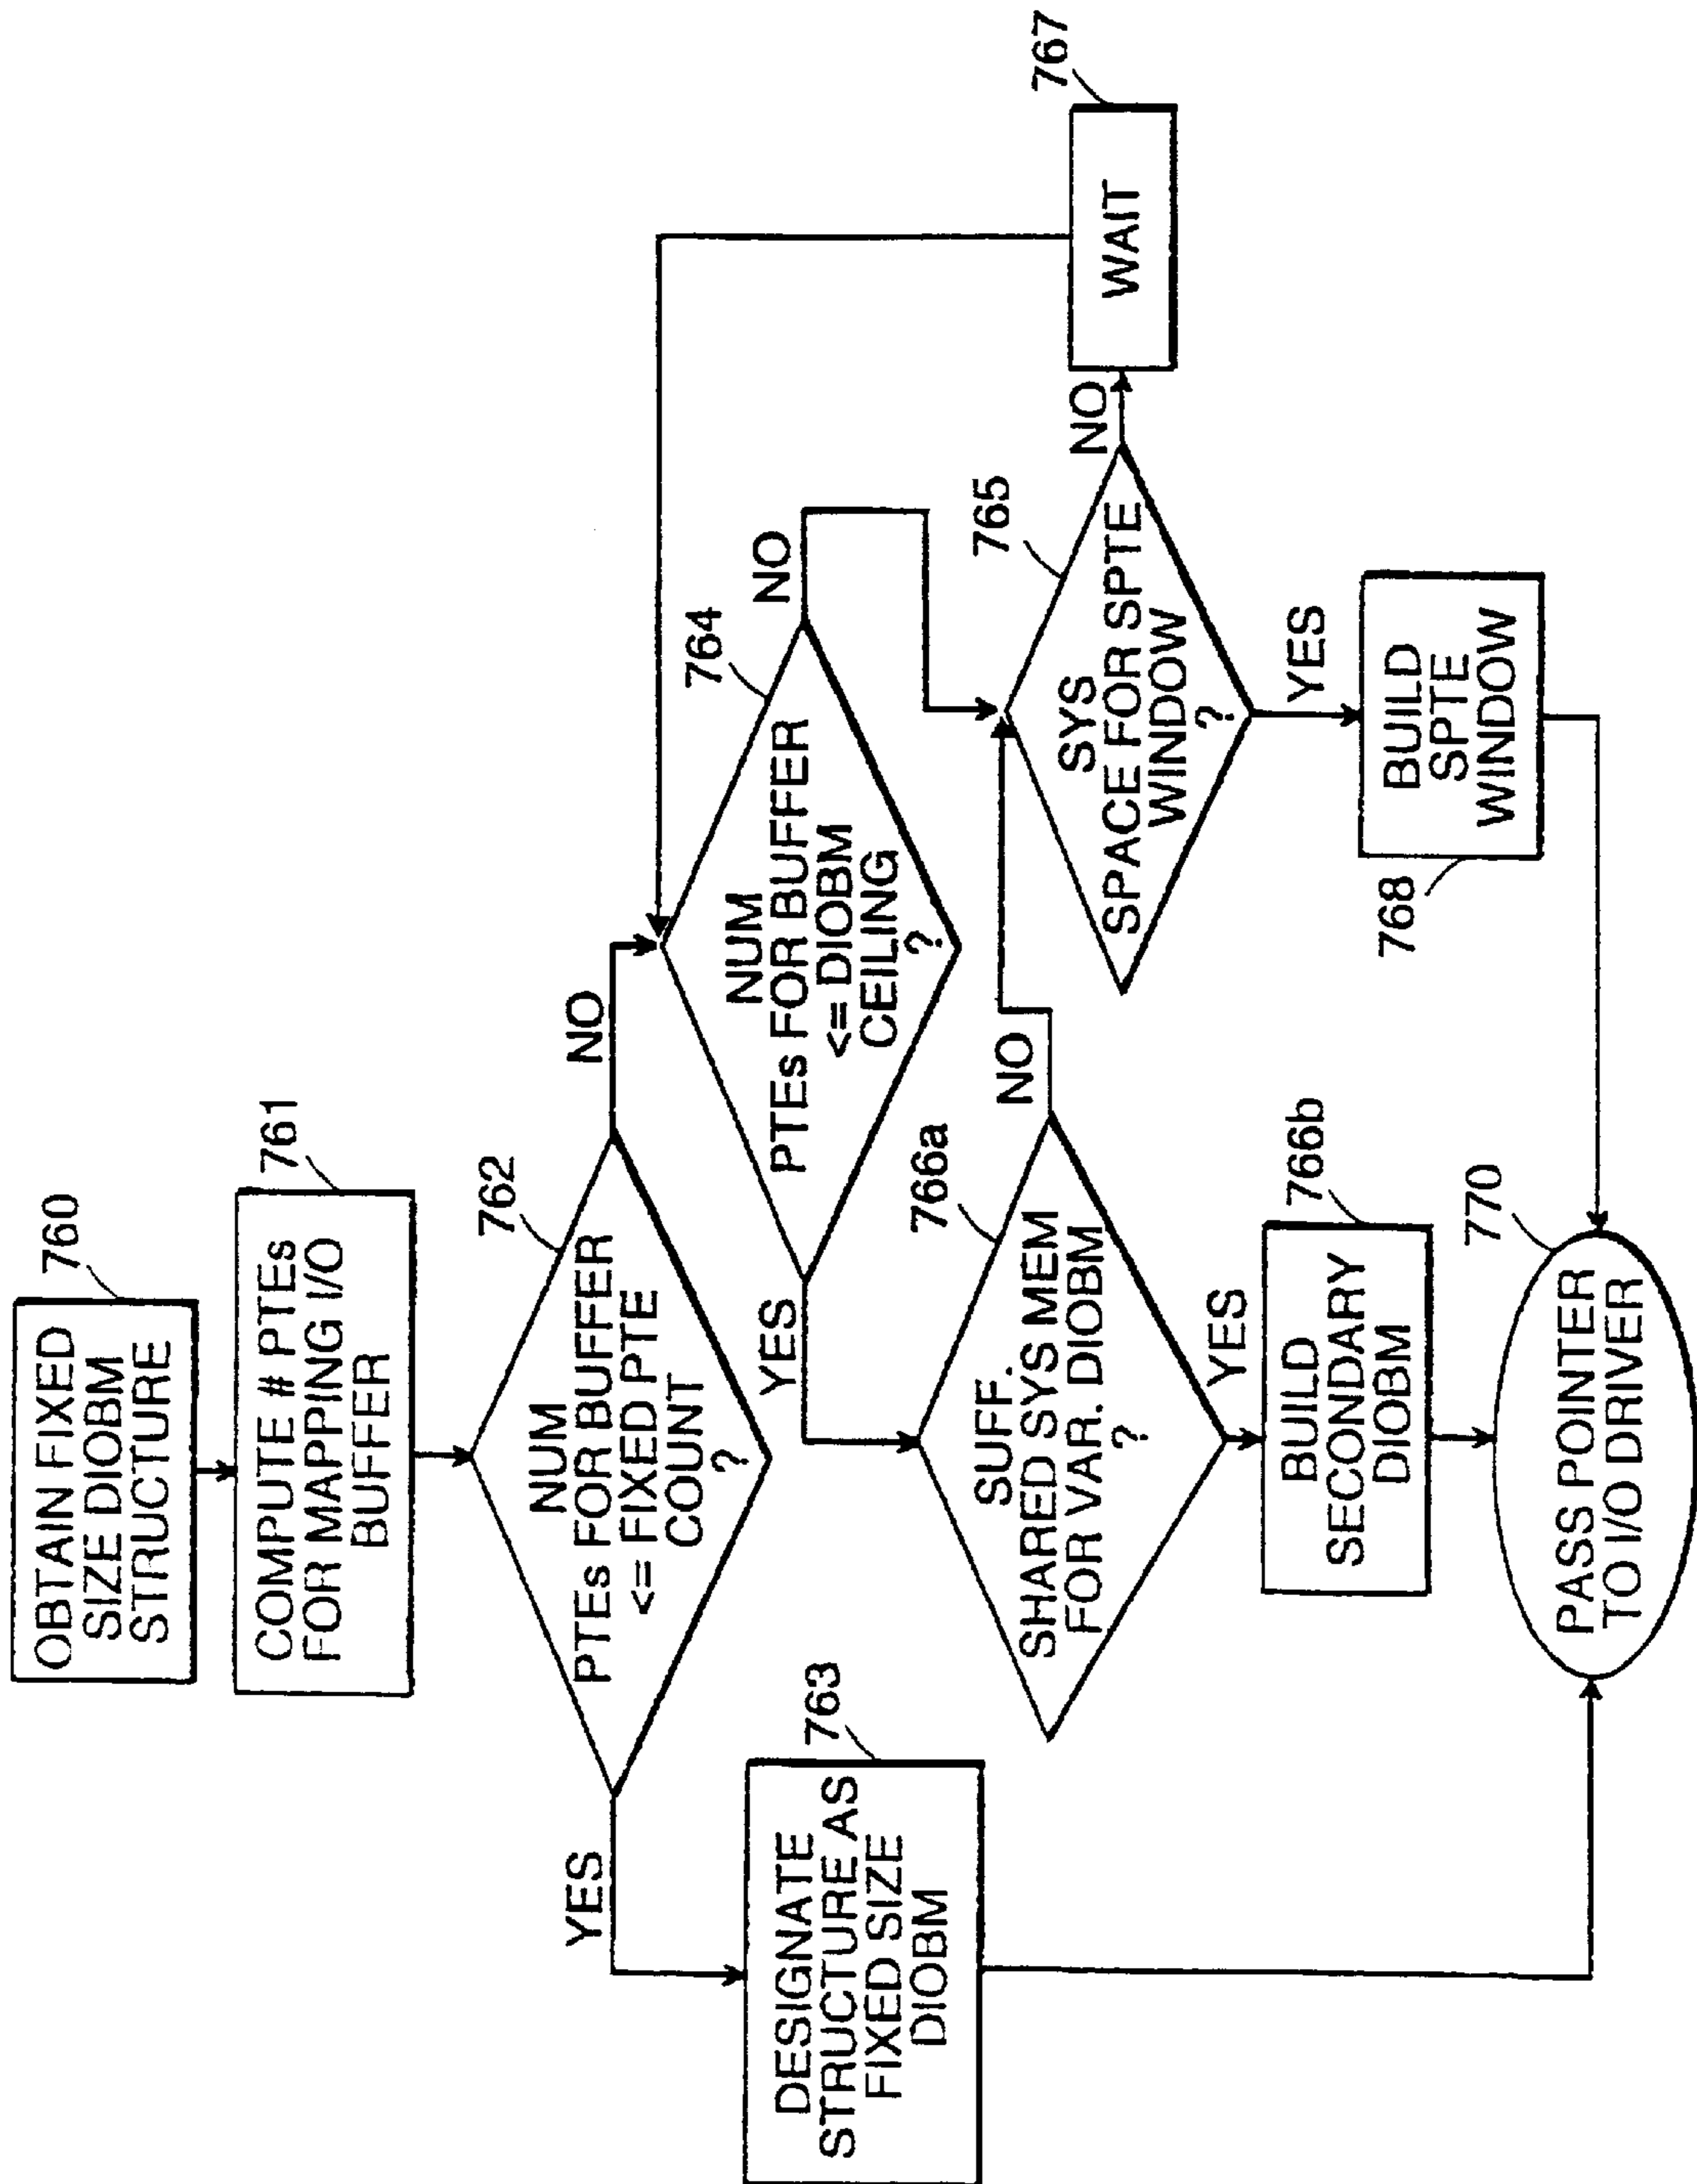 760
OBTAIN FIXED
SIZE DIOBM
STRUCTURE
761
COMPUTE # PTEs
FOR MAPPING I/O
BUFFER
762
NUM
PTEs FOR BUFFER
<= FIXED PTE
COUNT
?
YES
NO
763
DESIGNATE
STRUCTURE AS
FIXED SIZE
DIOBM
764
NUM
PTEs FOR BUFFER
<= DIOBM
CEILING
?
YES
NO
766a
SUFF.
SHARED SYS MEM
FOR VAR. DIOBM
?
NO
YES
765
SYS
SPACE FOR SPTE
WINDOW
?
NO
YES
767
WAIT
766b
BUILD
SECONDARY
DIOBM
768
BUILD
SPTE
WINDOW
770
PASS POINTER
TO I/O DRIVER